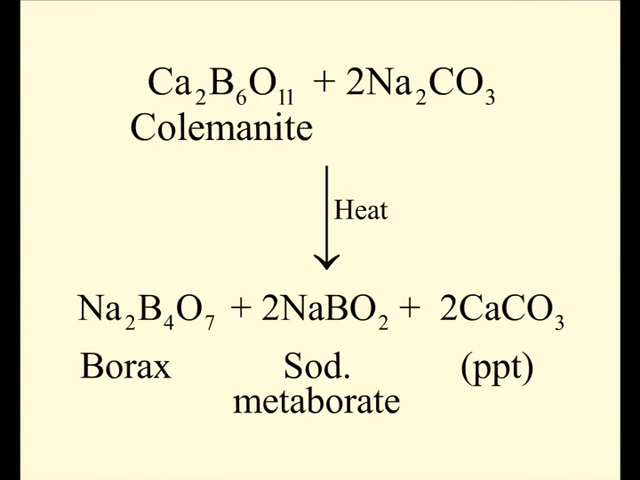 Ca₂B₆O₁₁ + 2Na₂CO₃
Colemanite
Heat
Na₂B₄O₇ + 2NaBO₂ + 2CaCO₃
Borax Sod. (ppt)
metaborate